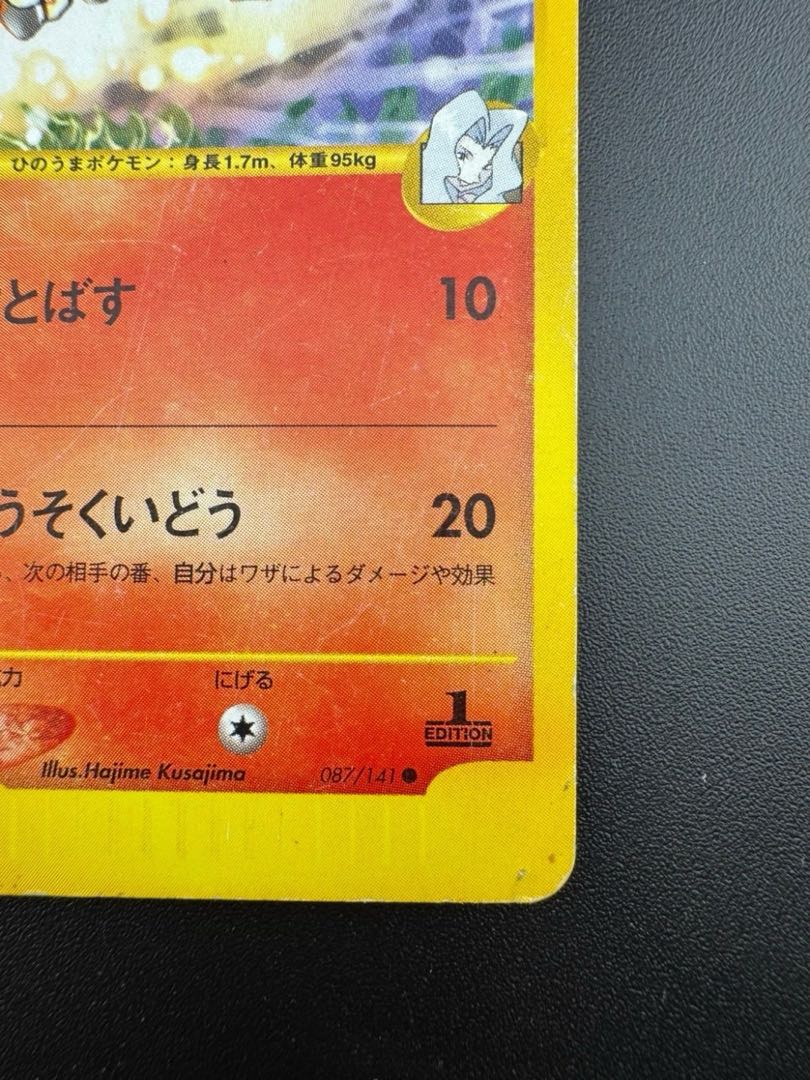 ひのうまポケモン：身長1.7m、体重95kg
とばす 10
うそくいどう 20
、次の相手の番、自分はワザによるダメージや効果
力 にげる
1
EDITION
Illus.Hajime Kusajima 087/141